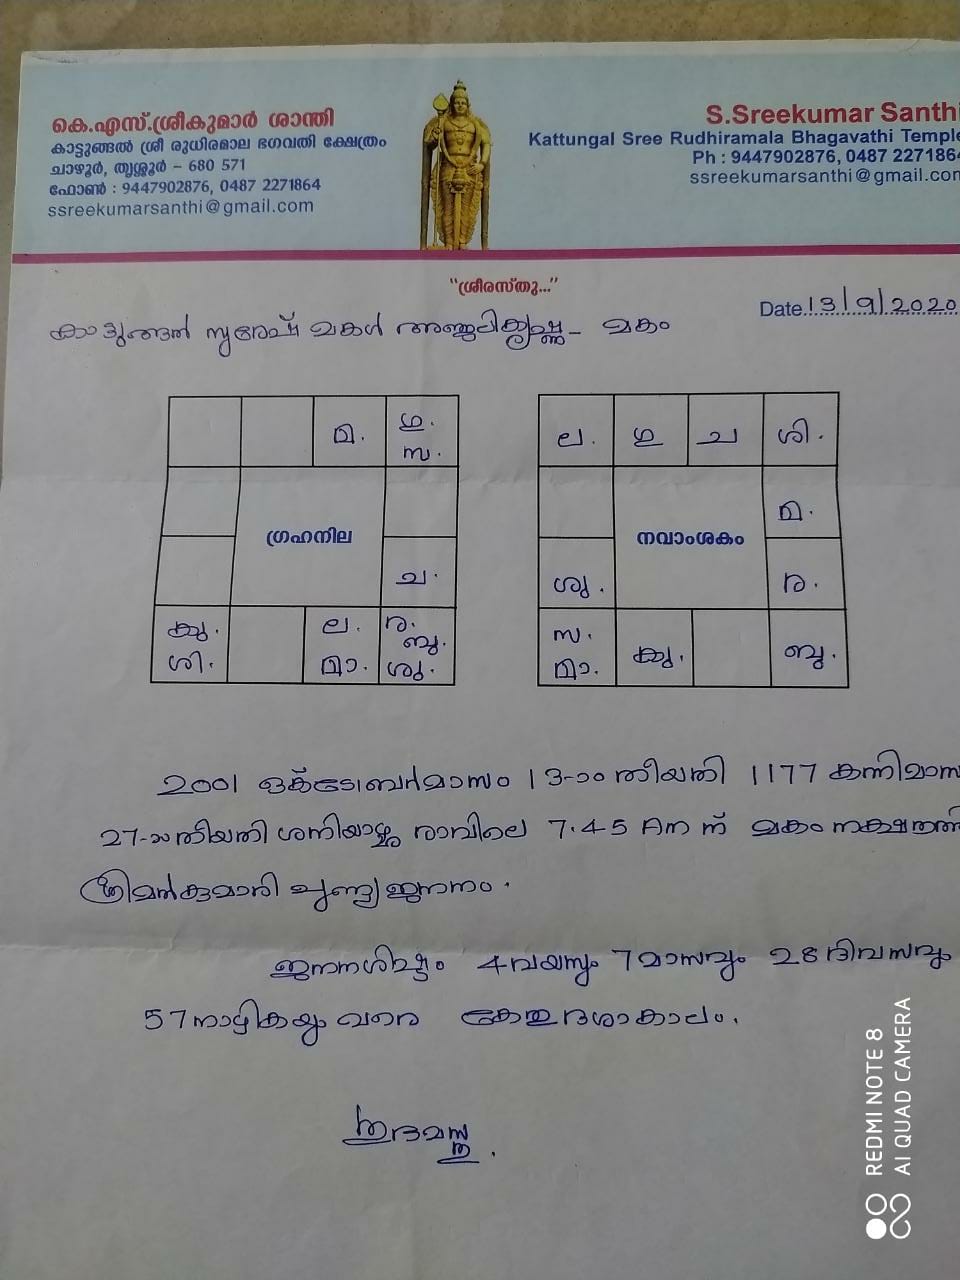 കെ.എസ്.ശ്രീകുമാർ ശാന്തി
കാട്ടുങ്ങൽ ശ്രീ രുധിരമാല ഭഗവതി ക്ഷേത്രം
ചാഴൂർ, തൃശ്ശൂർ – 680 571
ഫോൺ : 9447902876, 0487 2271864
ssreekumarsanthi@gmail.com
S.Sreekumar Santhi
Kattungal Sree Rudhiramala Bhagavathi Temple
Ph : 9447902876, 0487 2271864
ssreekumarsanthi@gmail.com
"ശ്രീരസ്തു..."
Date 13/9/2020
കാട്ടുങ്ങൽ സുരേഷ് മകൾ അഞ്ജലികൃഷ്ണ - മകം
മ. ഗു.
സ.
ഗ്രഹനില
ച.
കു. ല. ര.
ബു.
ശി. മാ. ശു.
ല. ഗു ച ശി.
മ.
നവാംശകം
ശു. ര.
സ. കു. ബു.
മാ.
2001 ഒക്ടോബർമാസം 13-ാം തീയതി 1177 കന്നിമാസ
27-ാം തീയതി ശനിയാഴ്ച രാവിലെ 7.45 Am ന് മകം നക്ഷത്രത്തി
ശ്രീമൽകുമാരി പുണ്യജനനം.
ജനനശിഷ്ടം 4 വയസ്സും 7 മാസവും 28 ദിവസവും
57 നാഴികയും വരെ കേതു ദശാകാലം.
ശുഭമസ്തു.
REDMI NOTE 8
AI QUAD CAMERA